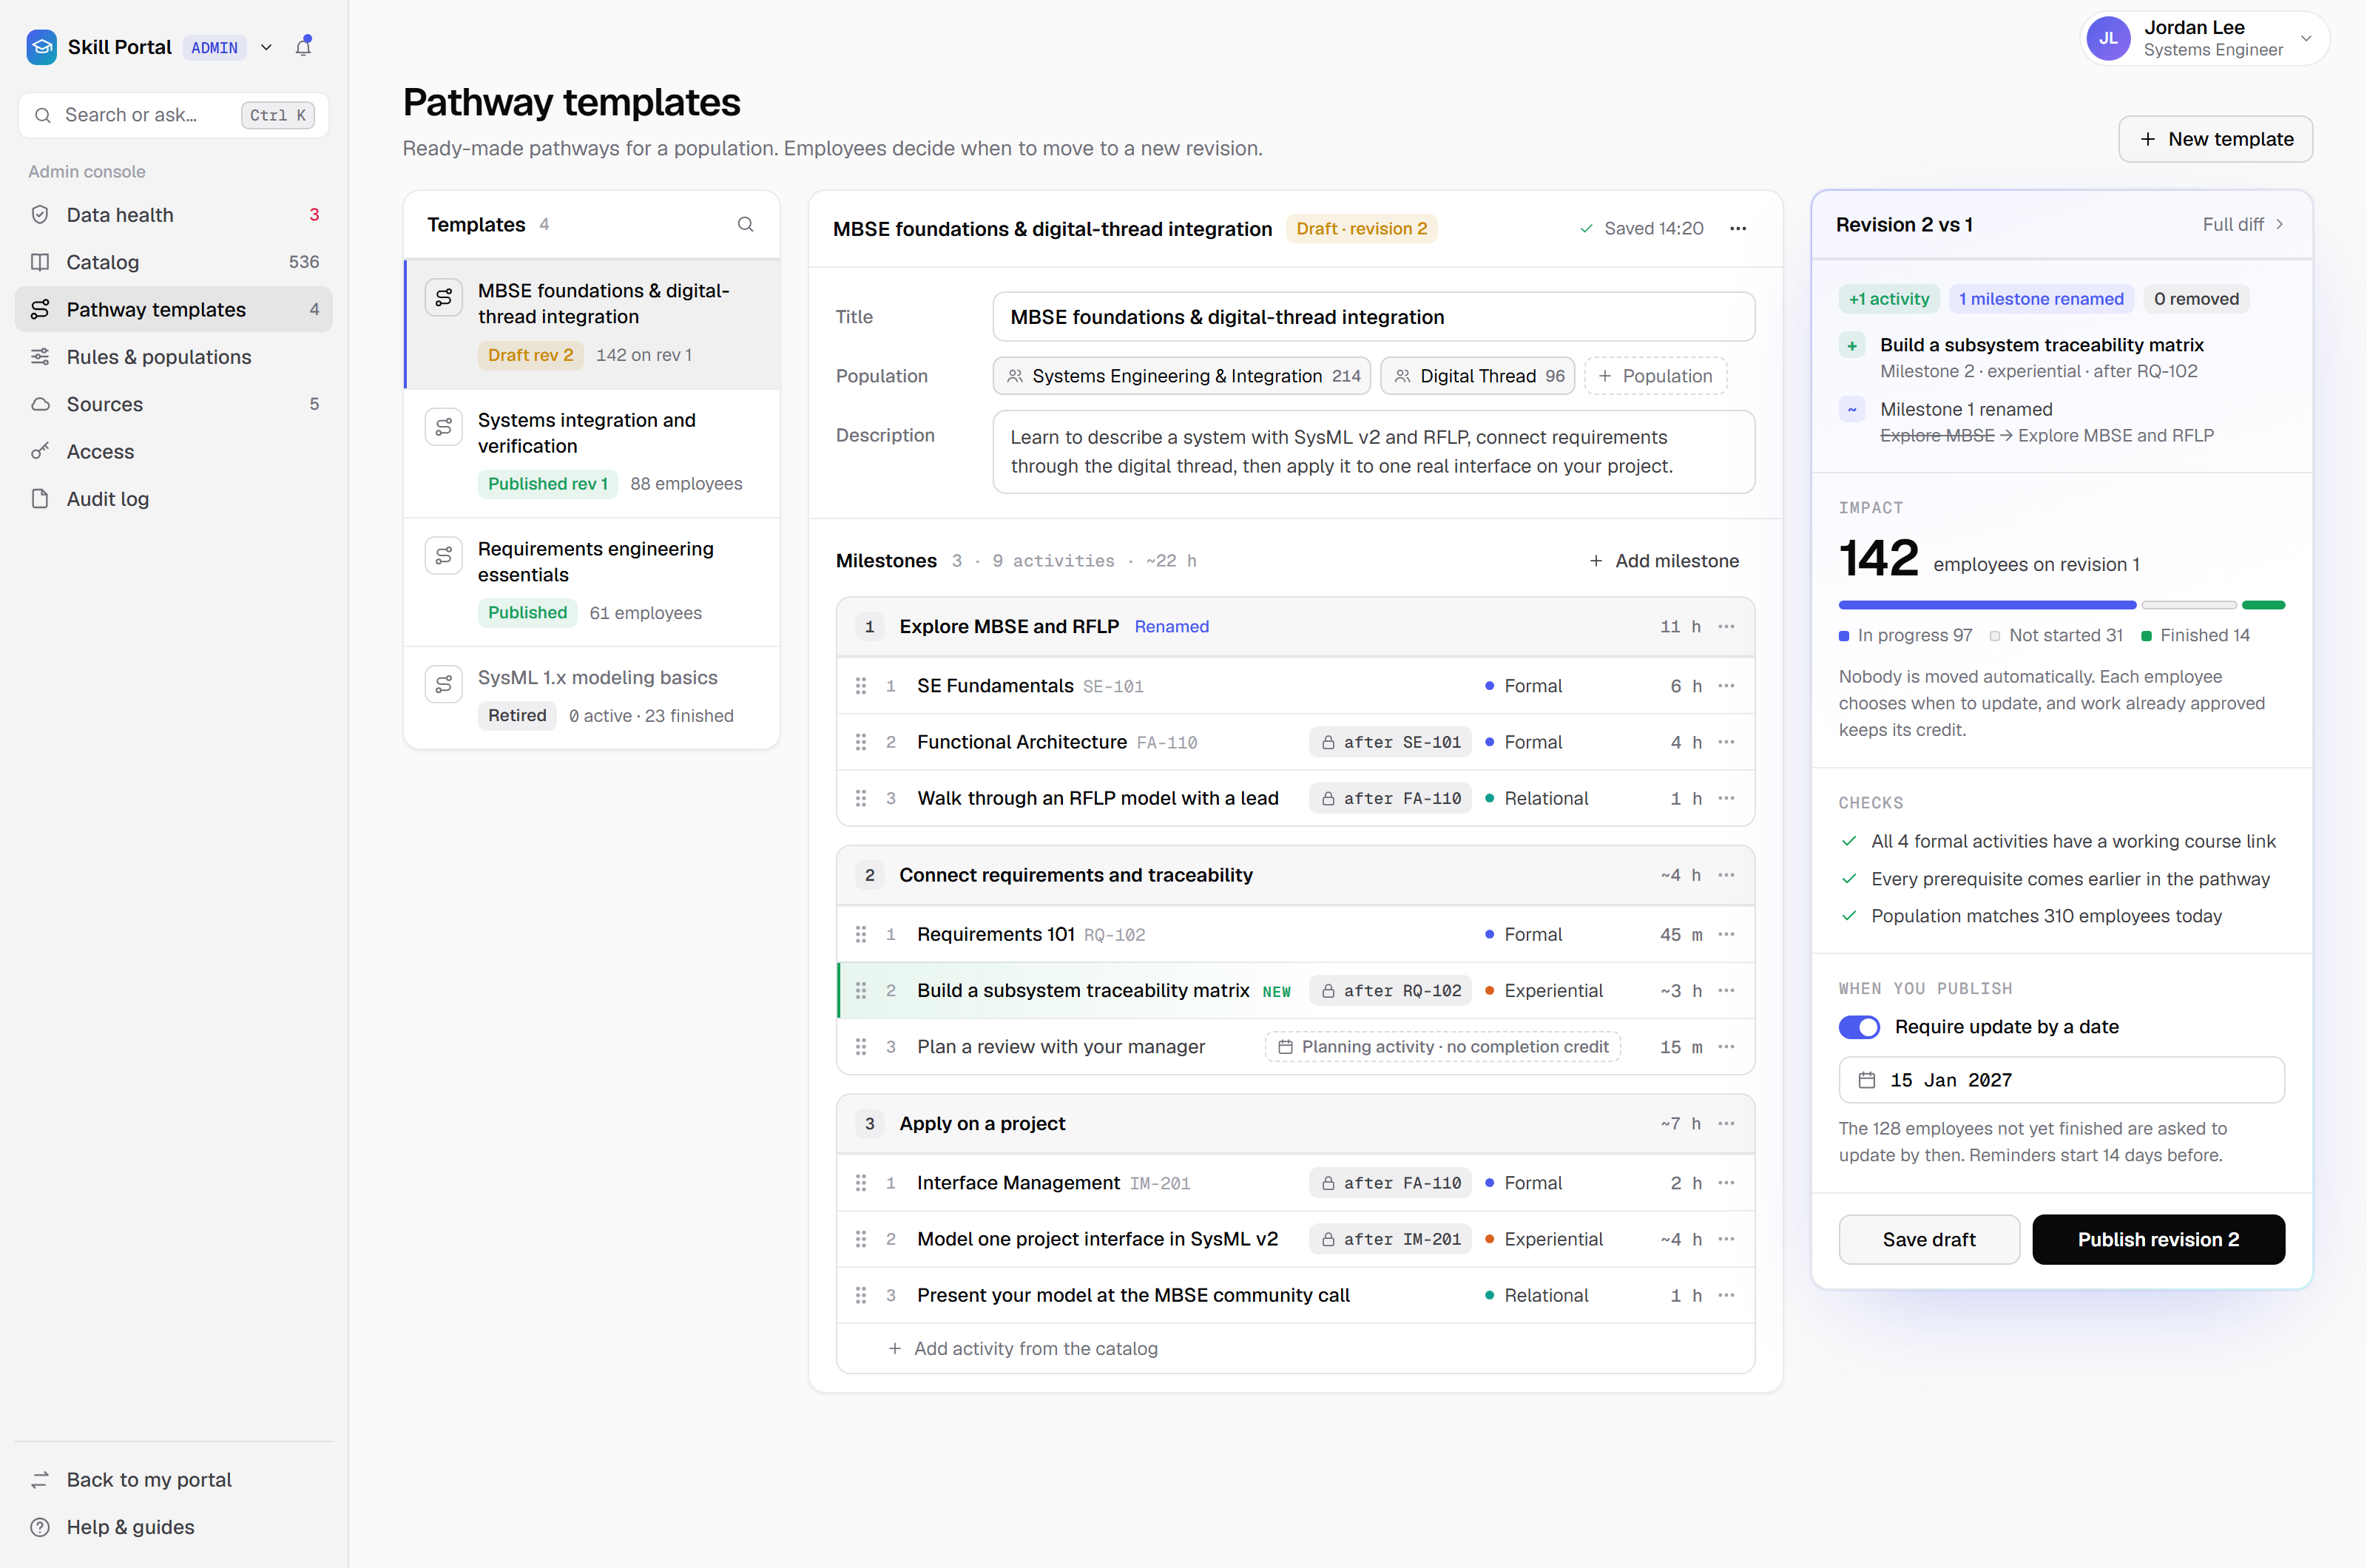 Skill Portal ADMIN
Search or ask... Ctrl K
Admin console
Data health 3
Catalog 536
Pathway templates 4
Rules & populations
Sources 5
Access
Audit log
Back to my portal
Help & guides
JL Jordan Lee
Systems Engineer
Pathway templates
Ready-made pathways for a population. Employees decide when to move to a new revision.
+ New template
Templates 4
MBSE foundations & digital-
thread integration
Draft rev 2 142 on rev 1
Systems integration and
verification
Published rev 1 88 employees
Requirements engineering
essentials
Published 61 employees
SysML 1.x modeling basics
Retired 0 active · 23 finished
MBSE foundations & digital-thread integration Draft · revision 2 Saved 14:20
Title MBSE foundations & digital-thread integration
Population Systems Engineering & Integration 214 Digital Thread 96 + Population
Description Learn to describe a system with SysML v2 and RFLP, connect requirements
through the digital thread, then apply it to one real interface on your project.
Milestones 3 · 9 activities · ~22 h + Add milestone
1 Explore MBSE and RFLP Renamed 11 h
1 SE Fundamentals SE-101 Formal 6 h
2 Functional Architecture FA-110 after SE-101 Formal 4 h
3 Walk through an RFLP model with a lead after FA-110 Relational 1 h
2 Connect requirements and traceability ~4 h
1 Requirements 101 RQ-102 Formal 45 m
2 Build a subsystem traceability matrix NEW after RQ-102 Experiential ~3 h
3 Plan a review with your manager Planning activity · no completion credit 15 m
3 Apply on a project ~7 h
1 Interface Management IM-201 after FA-110 Formal 2 h
2 Model one project interface in SysML v2 after IM-201 Experiential ~4 h
3 Present your model at the MBSE community call Relational 1 h
+ Add activity from the catalog
Revision 2 vs 1 Full diff
+1 activity 1 milestone renamed 0 removed
+ Build a subsystem traceability matrix
Milestone 2 · experiential · after RQ-102
~ Milestone 1 renamed
Explore MBSE → Explore MBSE and RFLP
IMPACT
142 employees on revision 1
In progress 97 Not started 31 Finished 14
Nobody is moved automatically. Each employee
chooses when to update, and work already approved
keeps its credit.
CHECKS
All 4 formal activities have a working course link
Every prerequisite comes earlier in the pathway
Population matches 310 employees today
WHEN YOU PUBLISH
Require update by a date
15 Jan 2027
The 128 employees not yet finished are asked to
update by then. Reminders start 14 days before.
Save draft Publish revision 2